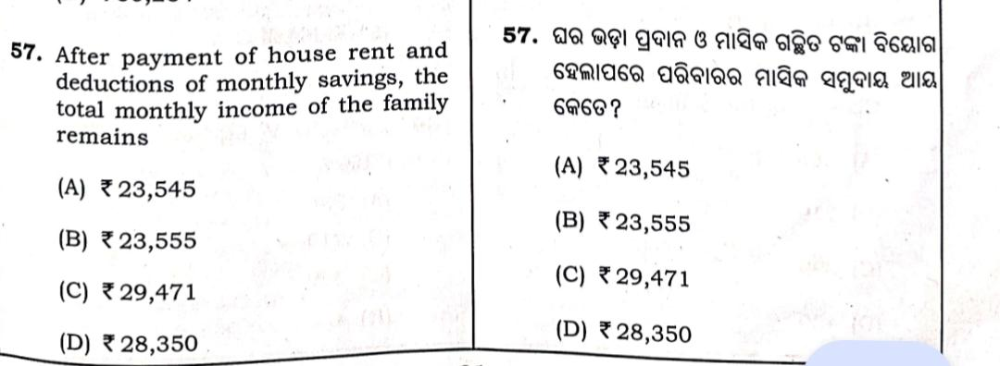 57. After payment of house rent and
deductions of monthly savings, the
total monthly income of the family
remains
(A) ₹ 23,545
(B) ₹ 23,555
(C) ₹ 29,471
(D) ₹ 28,350
57. ଘର ଭଡ଼ା ପ୍ରଦାନ ଓ ମାସିକ ଗଚ୍ଛିତ ଟଙ୍କା ବିୟୋଗ
ହେଲାପରେ ପରିବାରର ମାସିକ ସମୁଦାୟ ଆୟ
କେତେ?
(A) ₹ 23,545
(B) ₹ 23,555
(C) ₹ 29,471
(D) ₹ 28,350